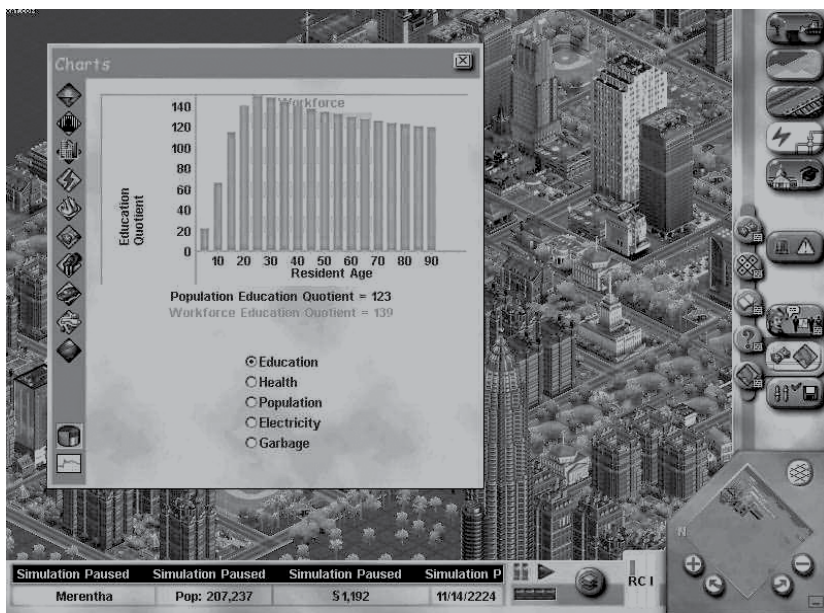 Charts
140
120
100
80
60
40
20
0
Education
Quotient
Workforce
10 20 30 40 50 60 70 80 90
Resident Age
Population Education Quotient = 123
Workforce Education Quotient = 139
Education
Health
Population
Electricity
Garbage
N
Simulation Paused Simulation Paused Simulation Paused Simulation P
Merentha Pop: 207,237 $1,192 11/14/2224
RCI